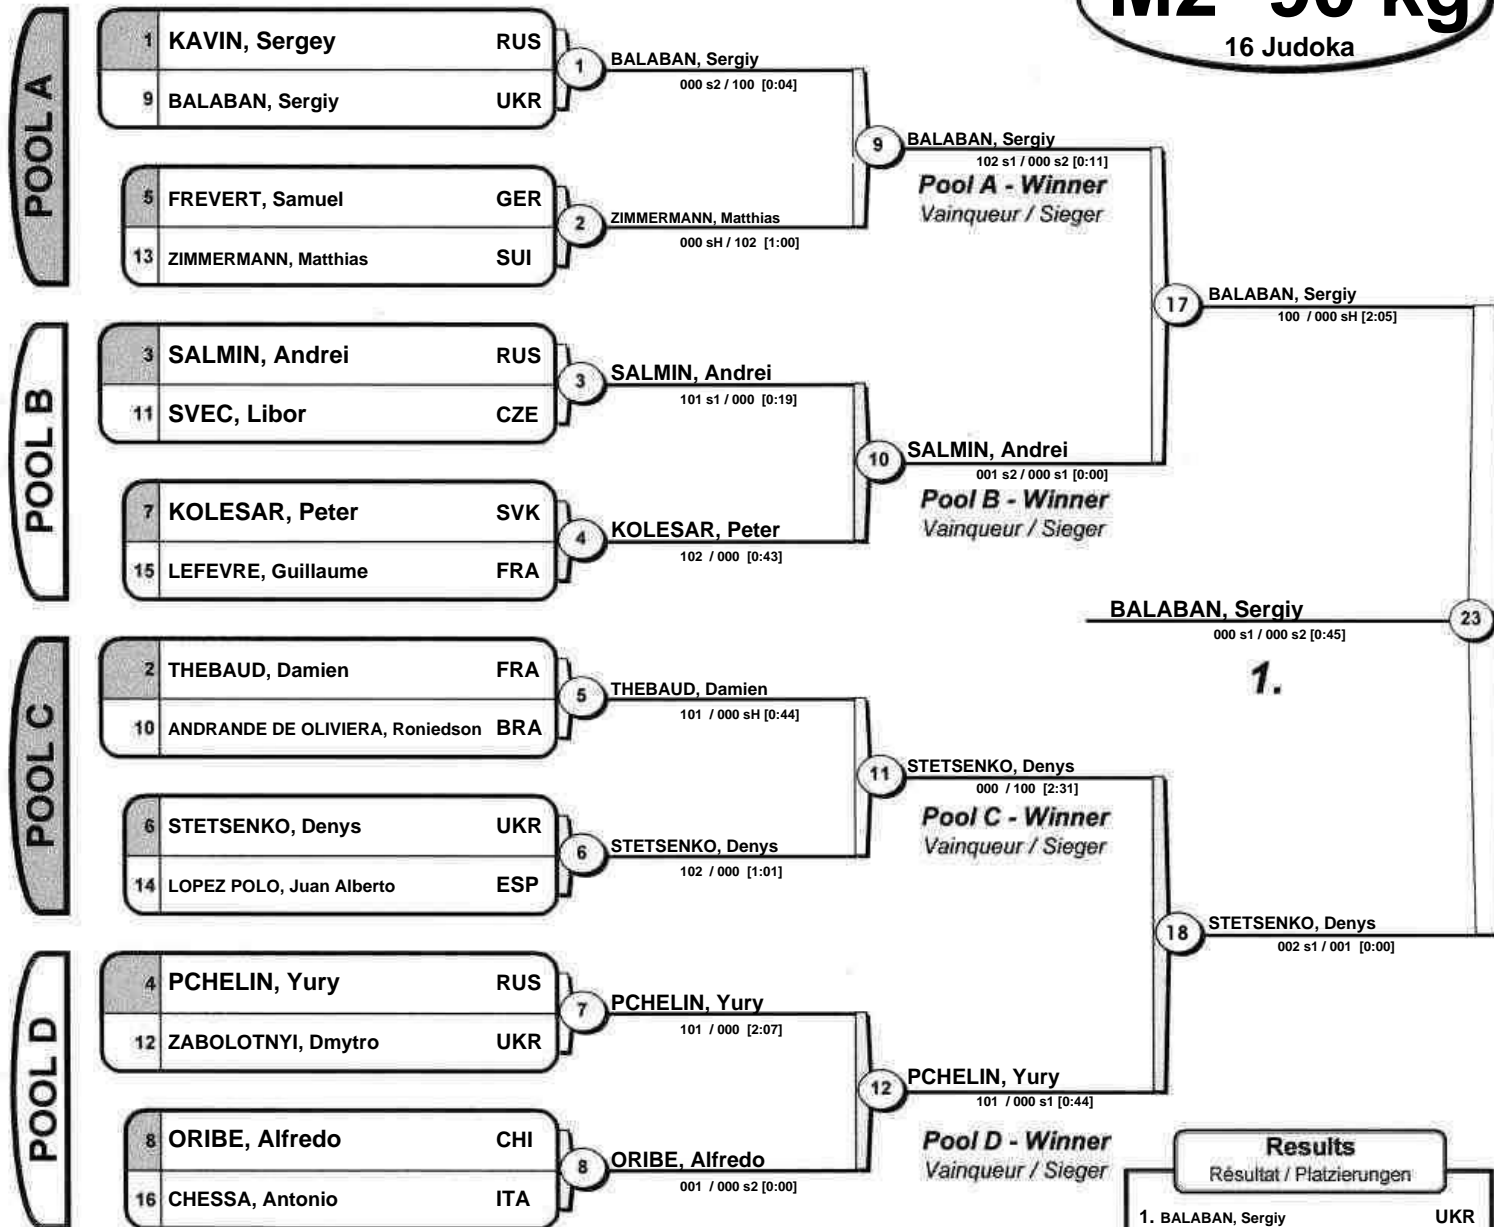 M2 -90 kg
16 Judoka
POOL A
1 KAVIN, Sergey RUS
9 BALABAN, Sergiy UKR
1
BALABAN, Sergiy
000 s2 / 100 [0:04]
5 FREVERT, Samuel GER
13 ZIMMERMANN, Matthias SUI
2
ZIMMERMANN, Matthias
000 sH / 102 [1:00]
9
BALABAN, Sergiy
102 s1 / 000 s2 [0:11]
Pool A - Winner
Vainqueur / Sieger
POOL B
3 SALMIN, Andrei RUS
11 SVEC, Libor CZE
3
SALMIN, Andrei
101 s1 / 000 [0:19]
7 KOLESAR, Peter SVK
15 LEFEVRE, Guillaume FRA
4
KOLESAR, Peter
102 / 000 [0:43]
10
SALMIN, Andrei
001 s2 / 000 s1 [0:00]
Pool B - Winner
Vainqueur / Sieger
17
BALABAN, Sergiy
100 / 000 sH [2:05]
BALABAN, Sergiy
23
000 s1 / 000 s2 [0:45]
1.
POOL C
2 THEBAUD, Damien FRA
10 ANDRANDE DE OLIVIERA, Roniedson BRA
5
THEBAUD, Damien
101 / 000 sH [0:44]
6 STETSENKO, Denys UKR
14 LOPEZ POLO, Juan Alberto ESP
6
STETSENKO, Denys
102 / 000 [1:01]
11
STETSENKO, Denys
000 / 100 [2:31]
Pool C - Winner
Vainqueur / Sieger
18
STETSENKO, Denys
002 s1 / 001 [0:00]
POOL D
4 PCHELIN, Yury RUS
12 ZABOLOTNYI, Dmytro UKR
7
PCHELIN, Yury
101 / 000 [2:07]
8 ORIBE, Alfredo CHI
16 CHESSA, Antonio ITA
8
ORIBE, Alfredo
001 / 000 s2 [0:00]
12
PCHELIN, Yury
101 / 000 s1 [0:44]
Pool D - Winner
Vainqueur / Sieger
Results
Résultat / Platzierungen
1. BALABAN, Sergiy UKR